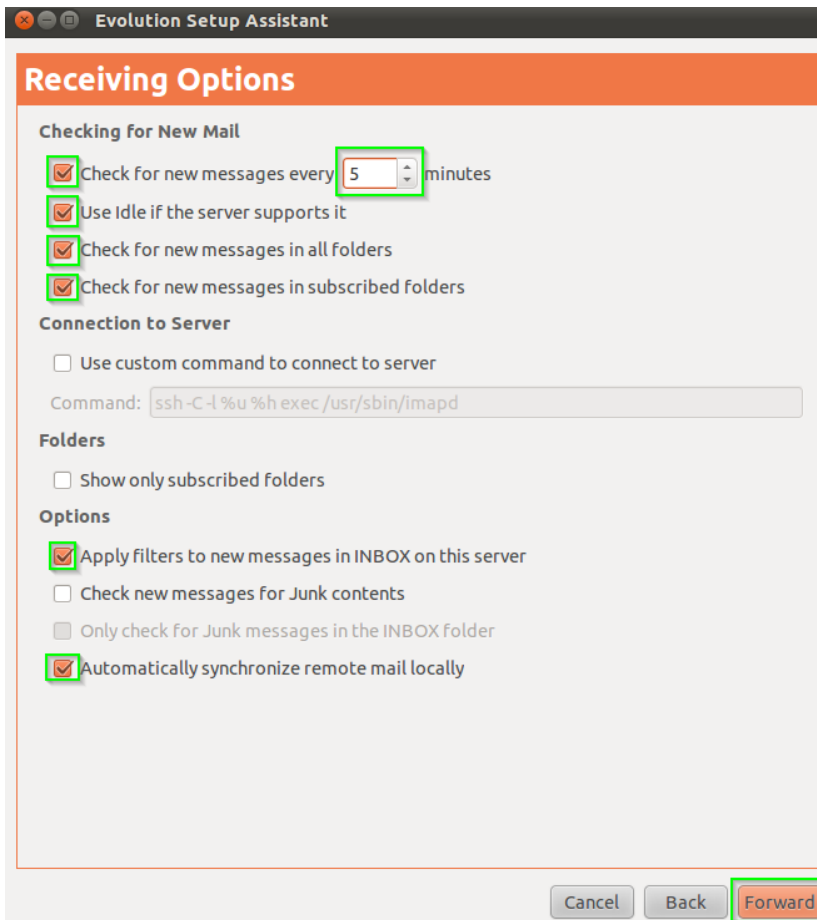 Evolution Setup Assistant
Receiving Options
Checking for New Mail
Check for new messages every 5 minutes
Use Idle if the server supports it
Check for new messages in all folders
Check for new messages in subscribed folders
Connection to Server
Use custom command to connect to server
Command: ssh -C -l %u %h exec /usr/sbin/imapd
Folders
Show only subscribed folders
Options
Apply filters to new messages in INBOX on this server
Check new messages for Junk contents
Only check for Junk messages in the INBOX folder
Automatically synchronize remote mail locally
Cancel Back Forward